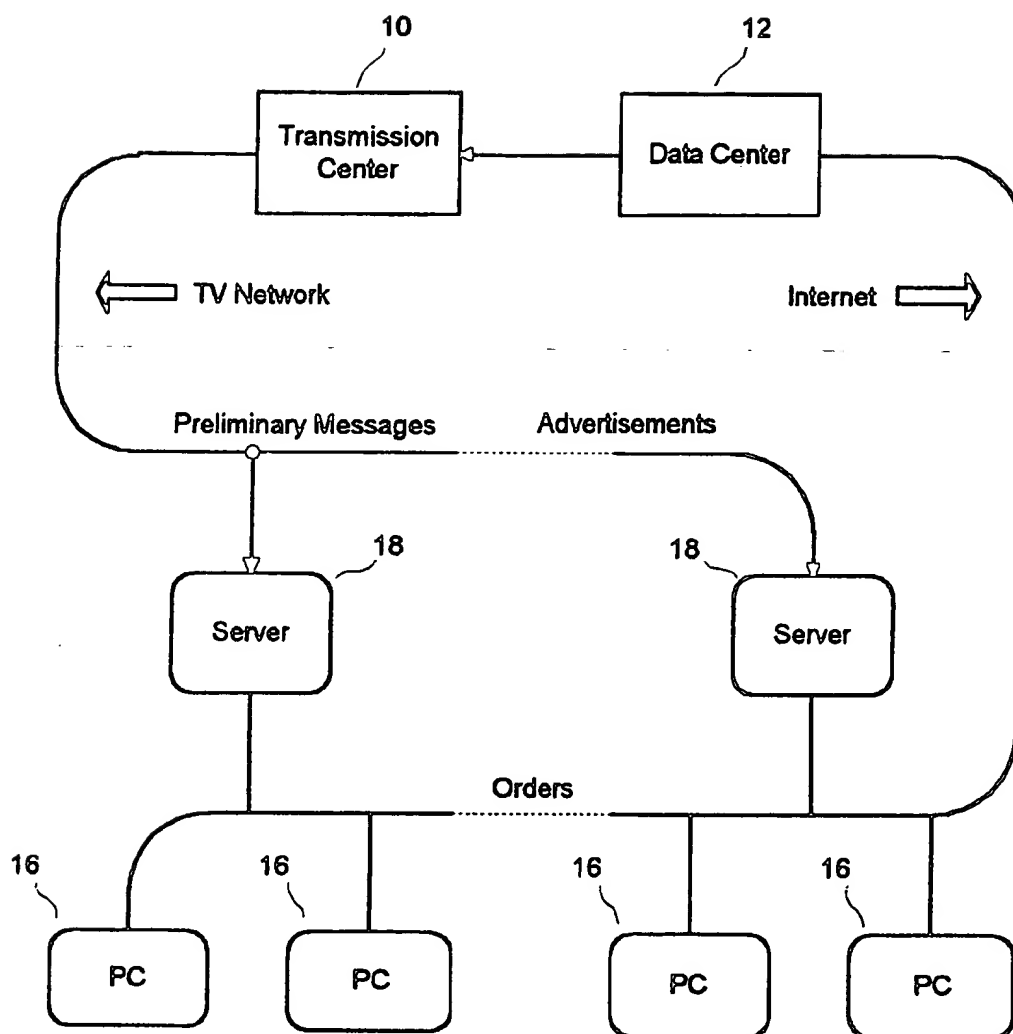 10
12
Transmission
Center
Data Center
TV Network
Internet
Preliminary Messages
Advertisements
18
18
Server
Server
Orders
16
16
16
16
PC
PC
PC
PC